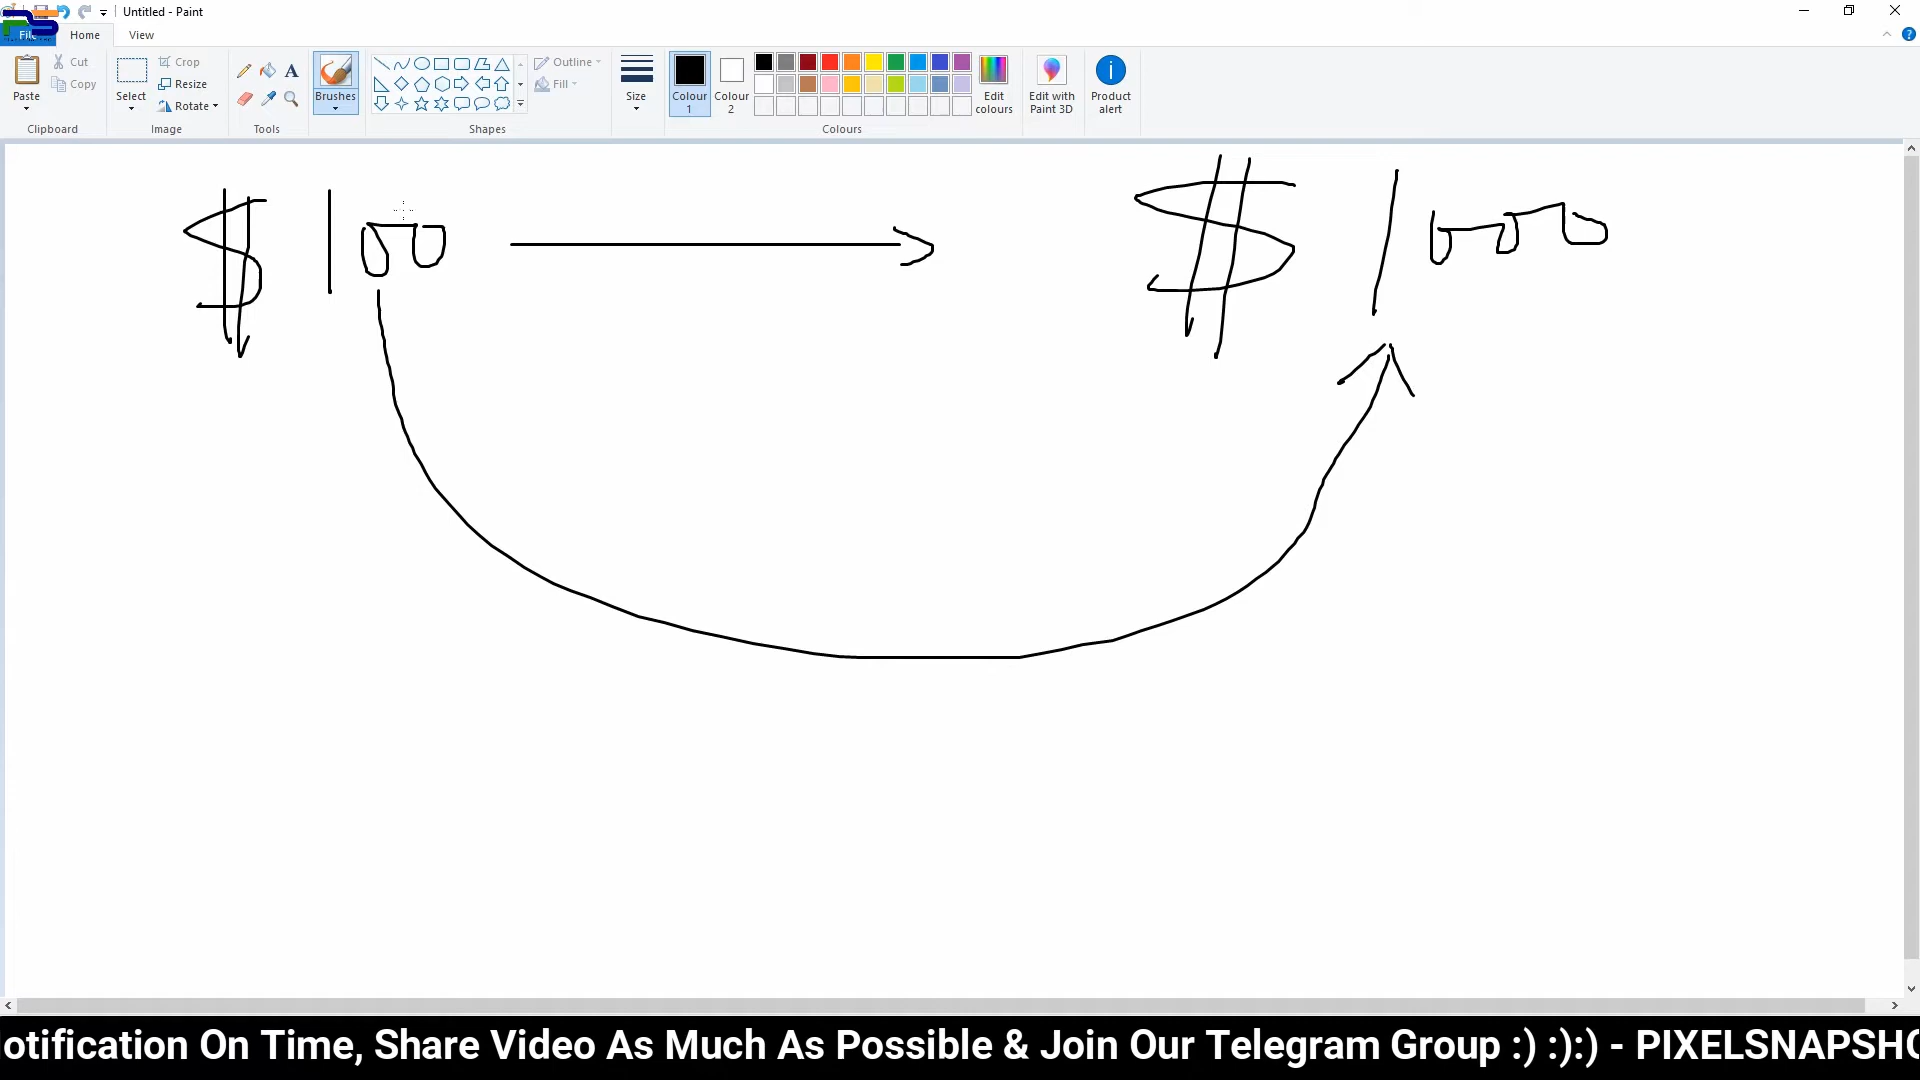 Untitled - Paint
File Home View
Paste
Cut
Copy
Clipboard
Select
Crop
Resize
Rotate
Image
Tools
Brushes
Shapes
Outline
Fill
Size
Colour 1
Colour 2
Edit colours
Colours
Edit with Paint 3D
Product alert
$ 100
$ 1000
otification On Time, Share Video As Much As Possible & Join Our Telegram Group :) :):) - PIXELSNAPSHO